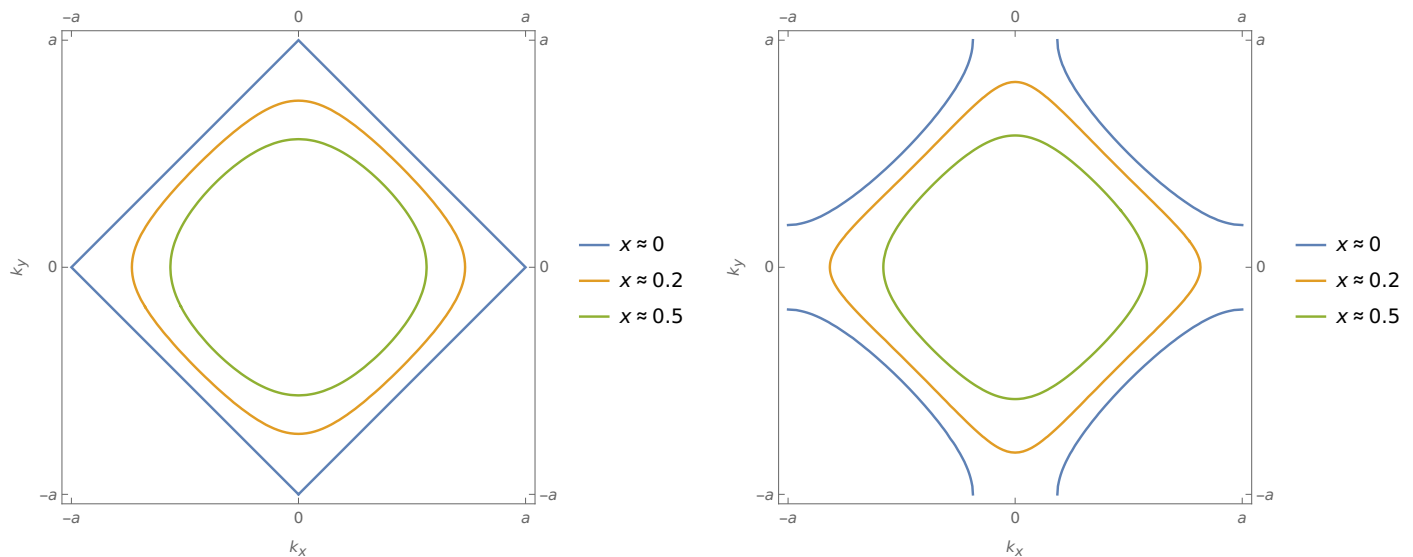 –a 0 a
a a
0 0
–a –a
–a 0 a
k_y
k_x
x ≈ 0
x ≈ 0.2
x ≈ 0.5
–a 0 a
a
0 0
–a –a
–a 0 a
k_y
k_x
x ≈ 0
x ≈ 0.2
x ≈ 0.5